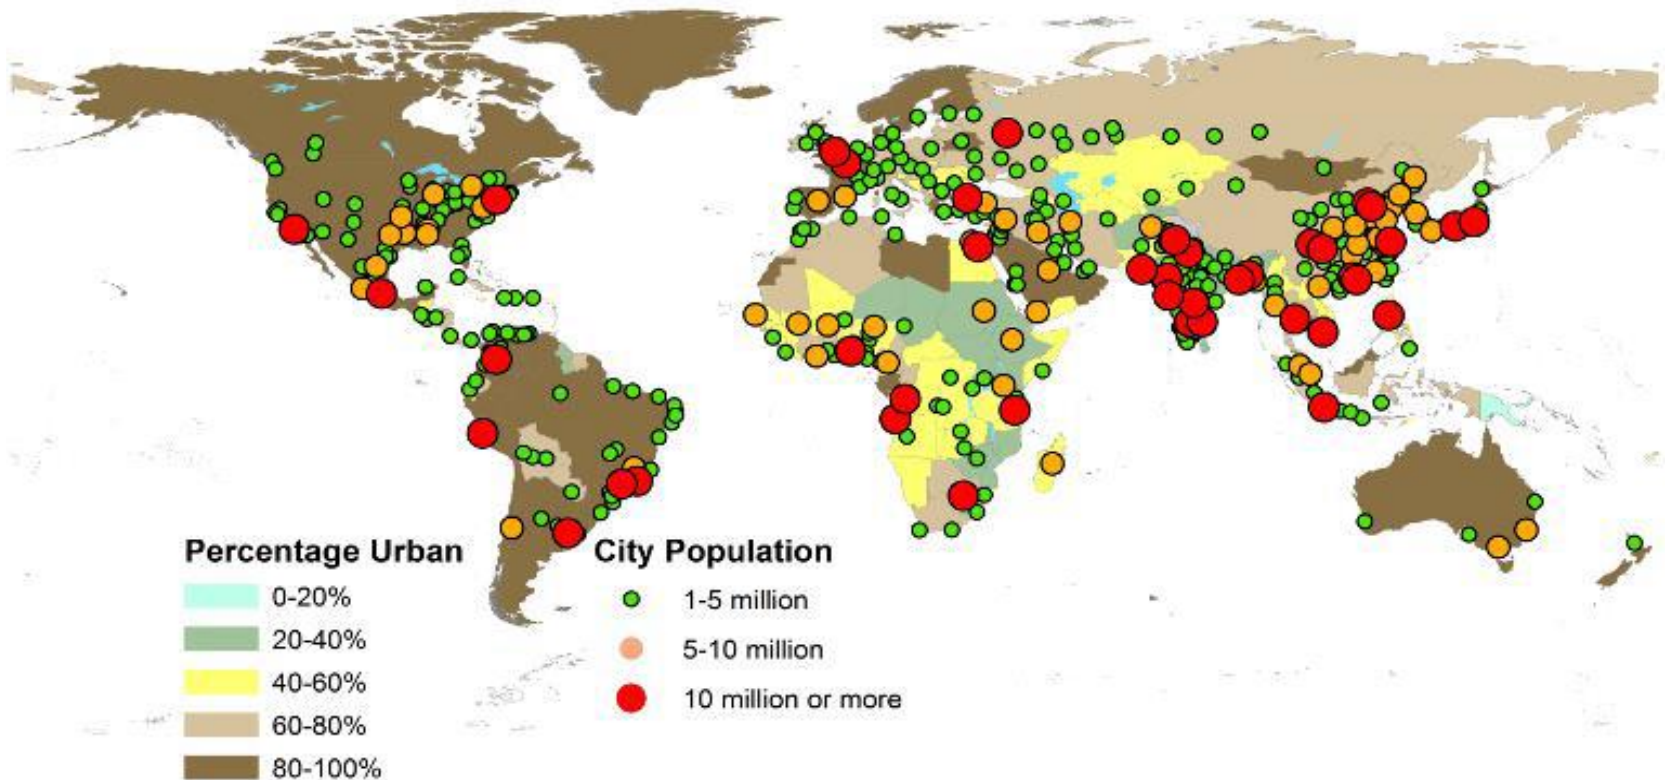 Percentage Urban
0-20%
20-40%
40-60%
60-80%
80-100%
City Population
1-5 million
5-10 million
10 million or more